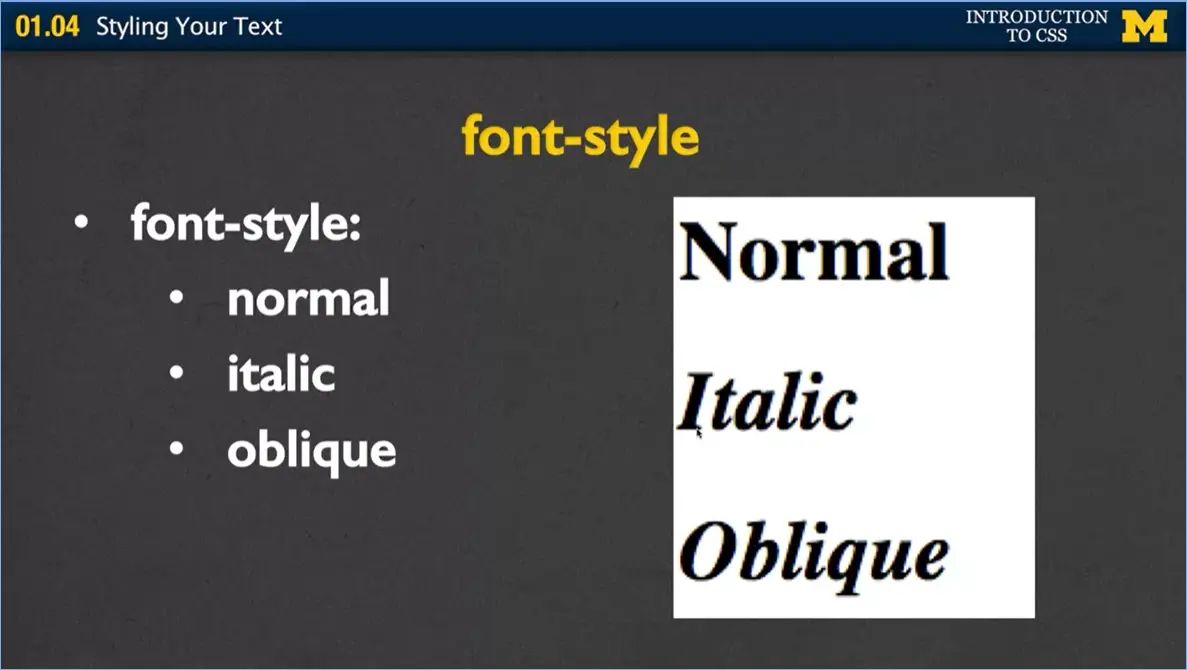 01.04 Styling Your Text
INTRODUCTION
TO CSS
M
font-style
• font-style:
• normal
• italic
• oblique
Normal
Italic
Oblique